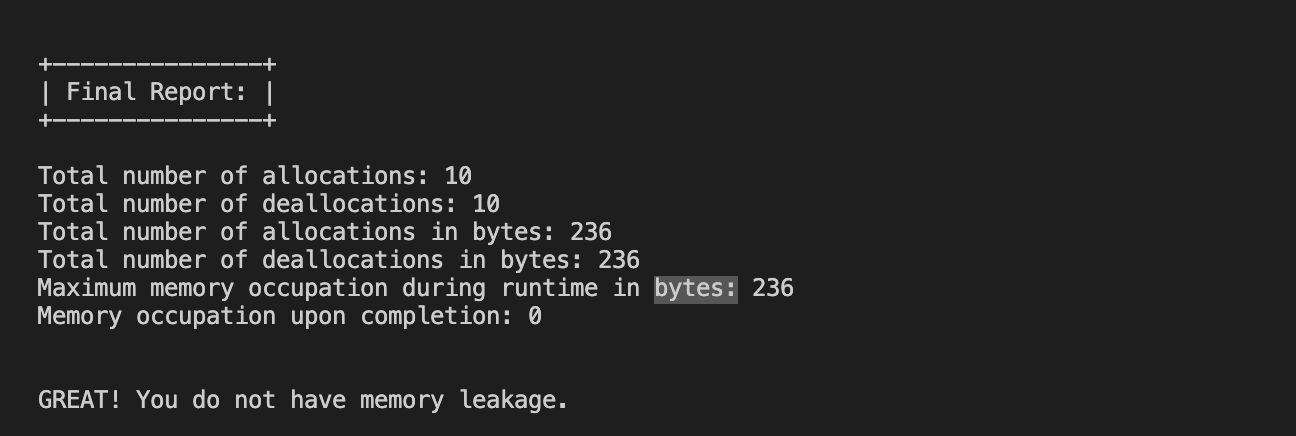 +---------------+
| Final Report: |
+---------------+
Total number of allocations: 10
Total number of deallocations: 10
Total number of allocations in bytes: 236
Total number of deallocations in bytes: 236
Maximum memory occupation during runtime in bytes: 236
Memory occupation upon completion: 0
GREAT! You do not have memory leakage.